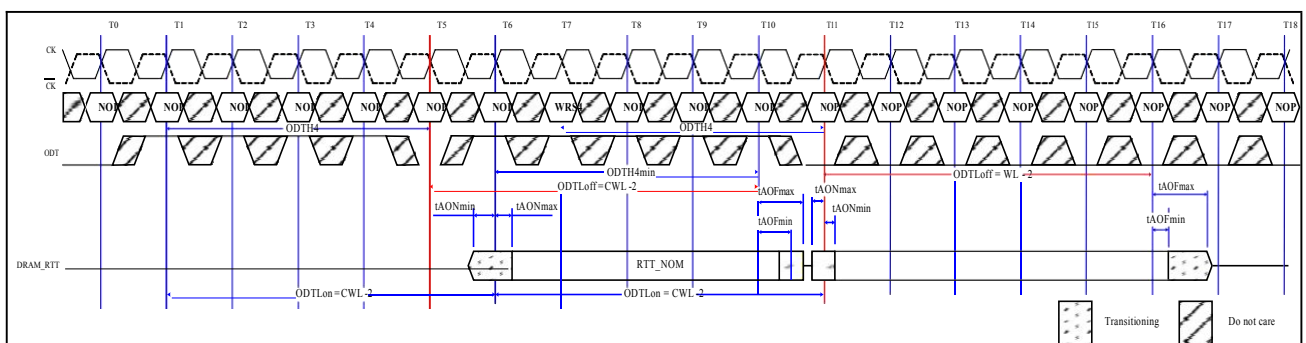 T0 T1 T2 T3 T4 T5 T6 T7 T8 T9 T10 T11 T12 T13 T14 T15 T16 T17 T18
CK
CK
NOP NOP NOP NOP NOP NOP NOP WRS4 NOP NOP NOP NOP NOP NOP NOP NOP NOP NOP NOP
ODTH4 ODTH4
ODT
ODTH4min ODTLoff = WL - 2
ODTLoff = CWL -2
tAOFmax tAONmax tAOFmax
tAONmin tAONmax tAONmin
tAOFmin tAOFmin
DRAM_RTT RTT_NOM
ODTLon = CWL -2 ODTLon = CWL -2
Transitioning Do not care